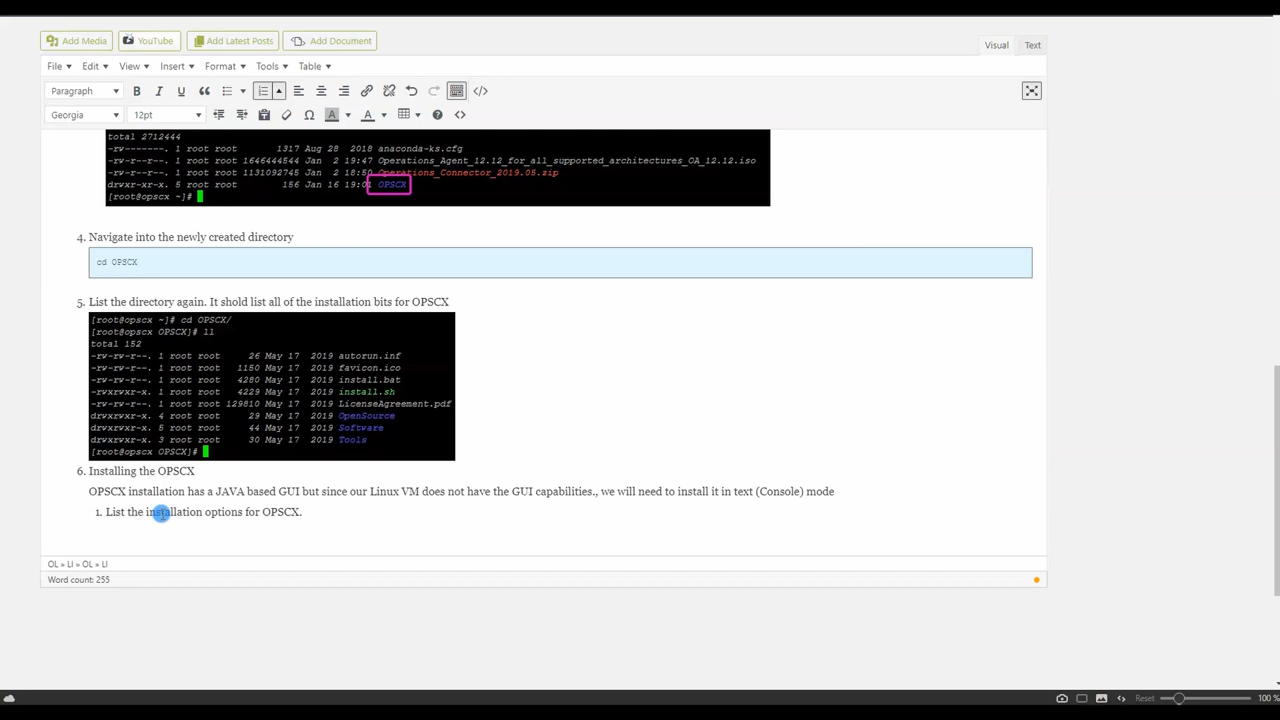 Add Media YouTube Add Latest Posts Add Document
Visual Text
File Edit View Insert Format Tools Table
Paragraph
Georgia 12pt
total 2712444
-rw-------. 1 root root 1317 Aug 28 2018 anaconda-ks.cfg
-rw-r--r--. 1 root root 1646444544 Jan 2 19:47 Operations_Agent_12.12_for_all_supported_architectures_OA_12.12.iso
-rw-r--r--. 1 root root 1131092745 Jan 2 18:50 Operations_Connector_2019.05.zip
drwxr-xr-x. 5 root root 156 Jan 16 19:01 OPSCX
[root@opscx ~]#
4. Navigate into the newly created directory
cd OPSCX
5. List the directory again. It shold list all of the installation bits for OPSCX
[root@opscx ~]# cd OPSCX/
[root@opscx OPSCX]# ll
total 152
-rw-rw-r--. 1 root root 26 May 17 2019 autorun.inf
-rw-rw-r--. 1 root root 1150 May 17 2019 favicon.ico
-rw-rw-r--. 1 root root 4280 May 17 2019 install.bat
-rwxrwxr-x. 1 root root 4229 May 17 2019 install.sh
-rw-rw-r--. 1 root root 129810 May 17 2019 LicenseAgreement.pdf
drwxrwxr-x. 4 root root 29 May 17 2019 OpenSource
drwxrwxr-x. 5 root root 44 May 17 2019 Software
drwxrwxr-x. 3 root root 30 May 17 2019 Tools
[root@opscx OPSCX]#
6. Installing the OPSCX
OPSCX installation has a JAVA based GUI but since our Linux VM does not have the GUI capabilities., we will need to install it in text (Console) mode
1. List the installation options for OPSCX.
OL » LI » OL » LI
Word count: 255
Reset 100 %